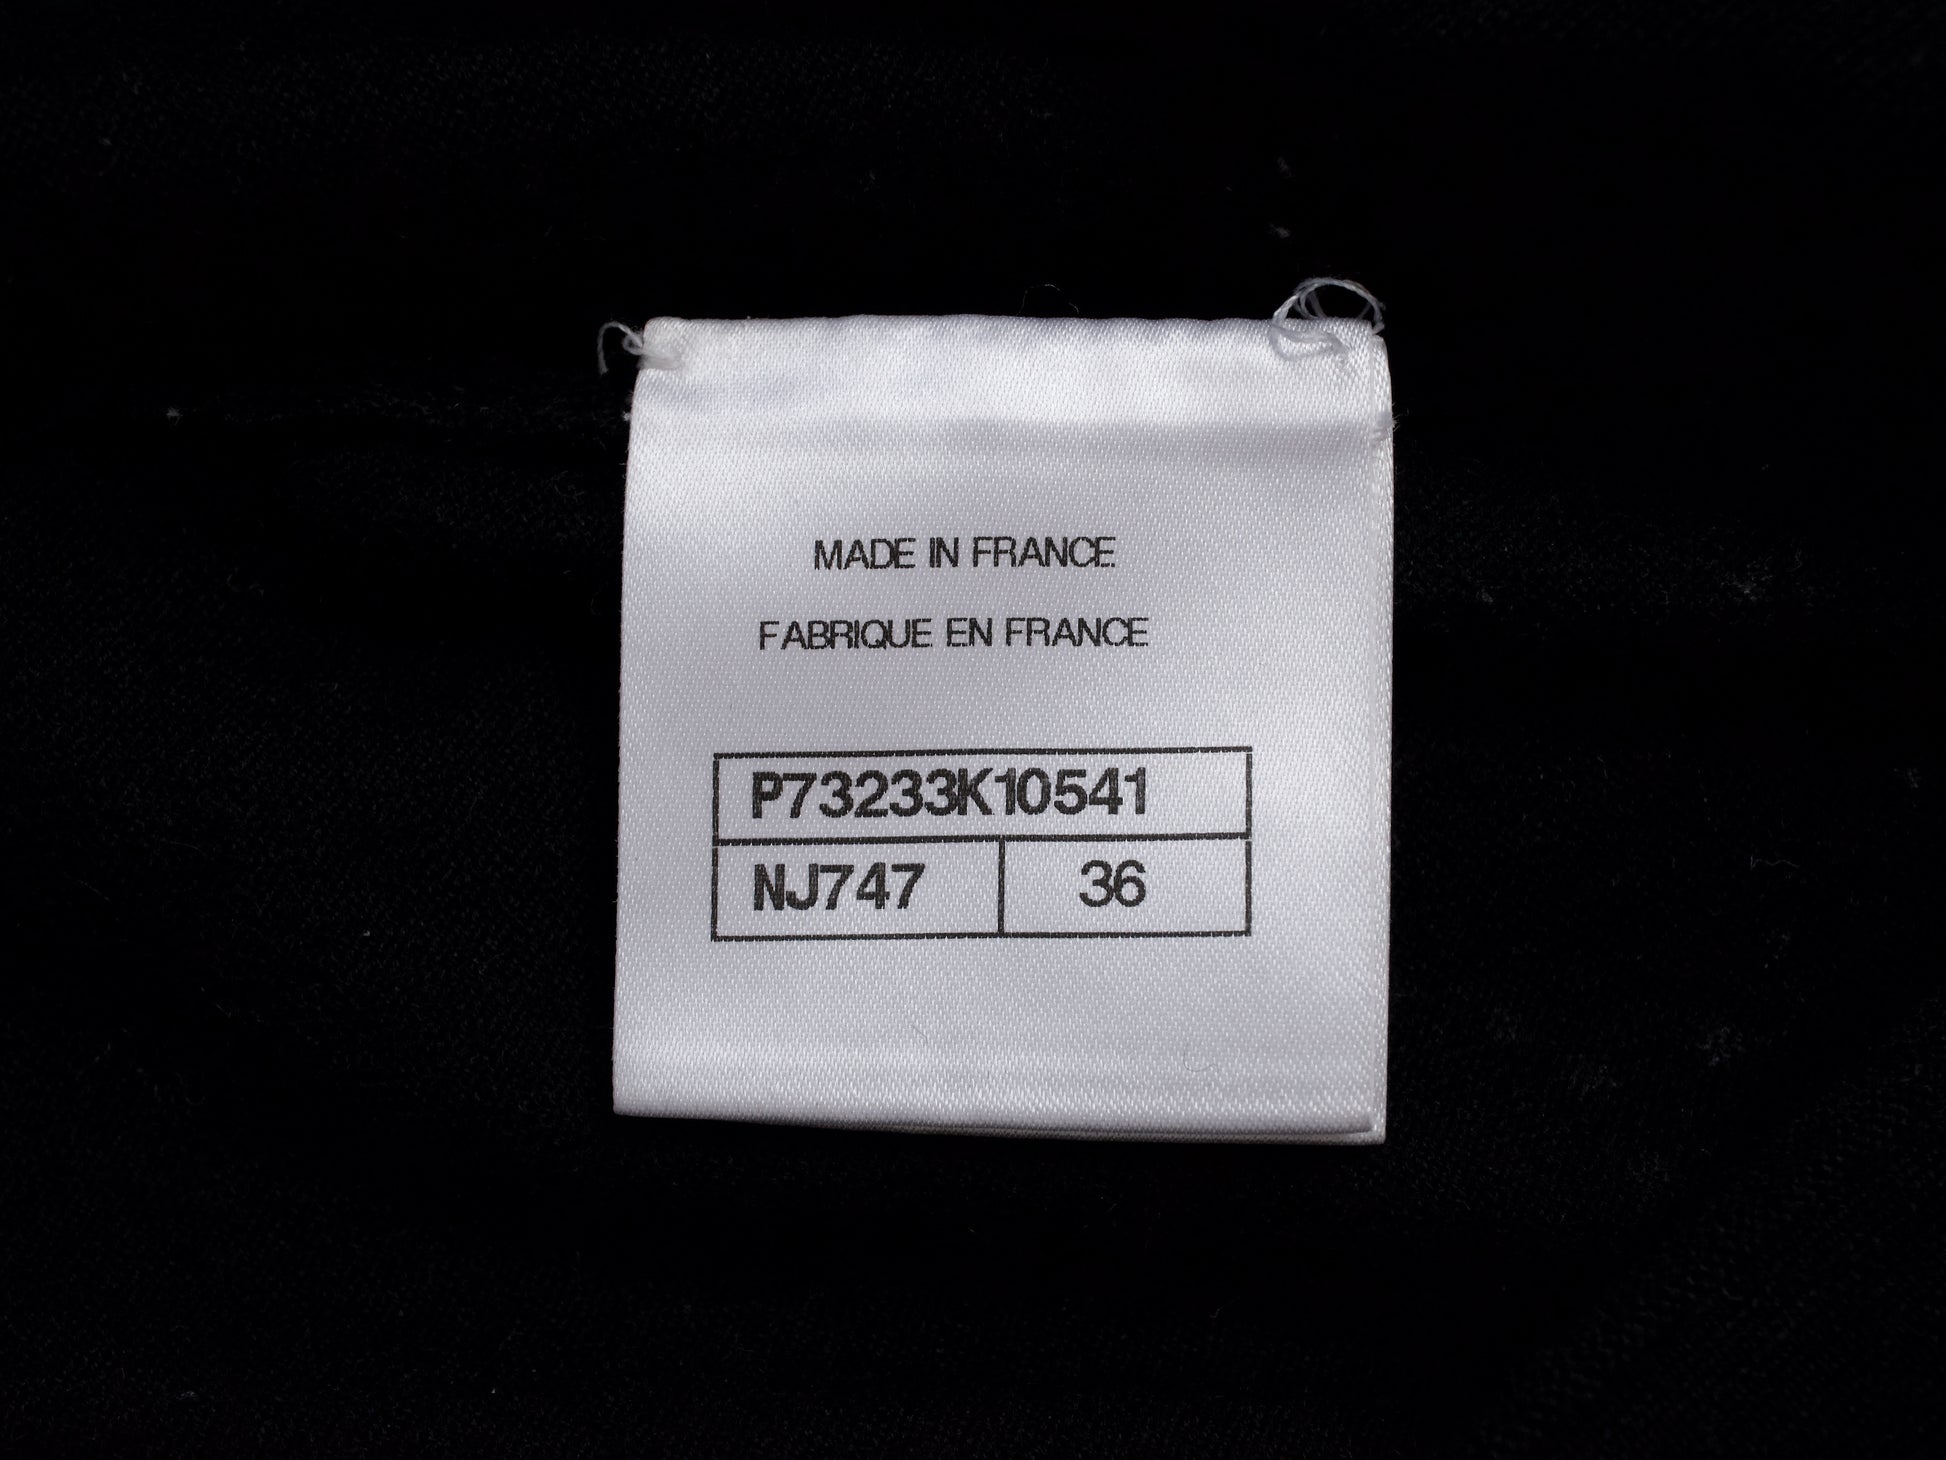 MADE IN FRANCE
FABRIQUE EN FRANCE
P73233K10541
NJ747 36